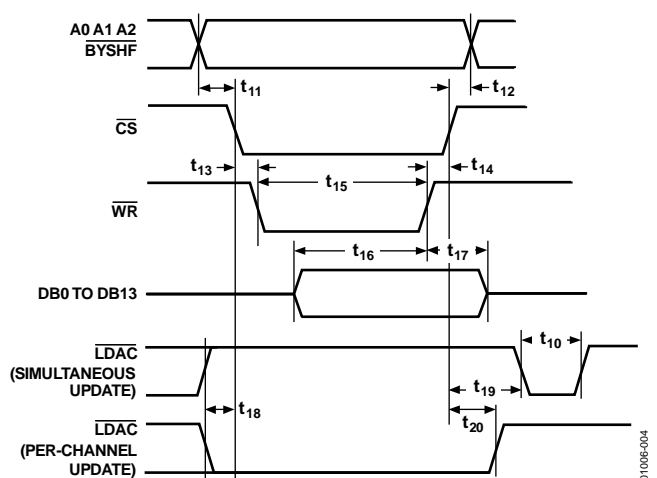 A0 A1 A2
BYSHF
t11
t12
CS
t13
t15
t14
WR
t16
t17
DB0 TO DB13
LDAC
(SIMULTANEOUS
UPDATE)
t10
t19
t18
t20
LDAC
(PER-CHANNEL
UPDATE)
01006-004